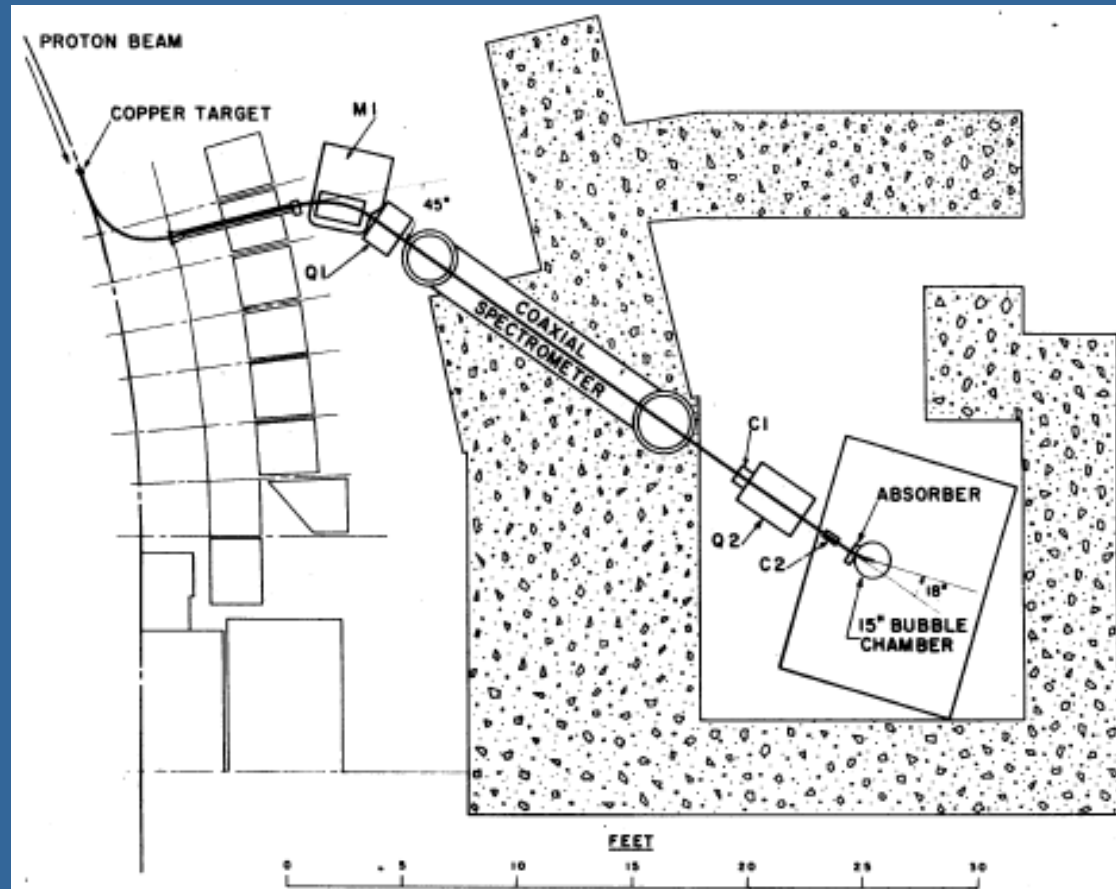 PROTON BEAM
COPPER TARGET
M1
45°
Q1
COAXIAL
SPECTROMETER
C1
ABSORBER
Q2
C2
18°
15" BUBBLE
CHAMBER
FEET
0 5 10 15 20 25 30